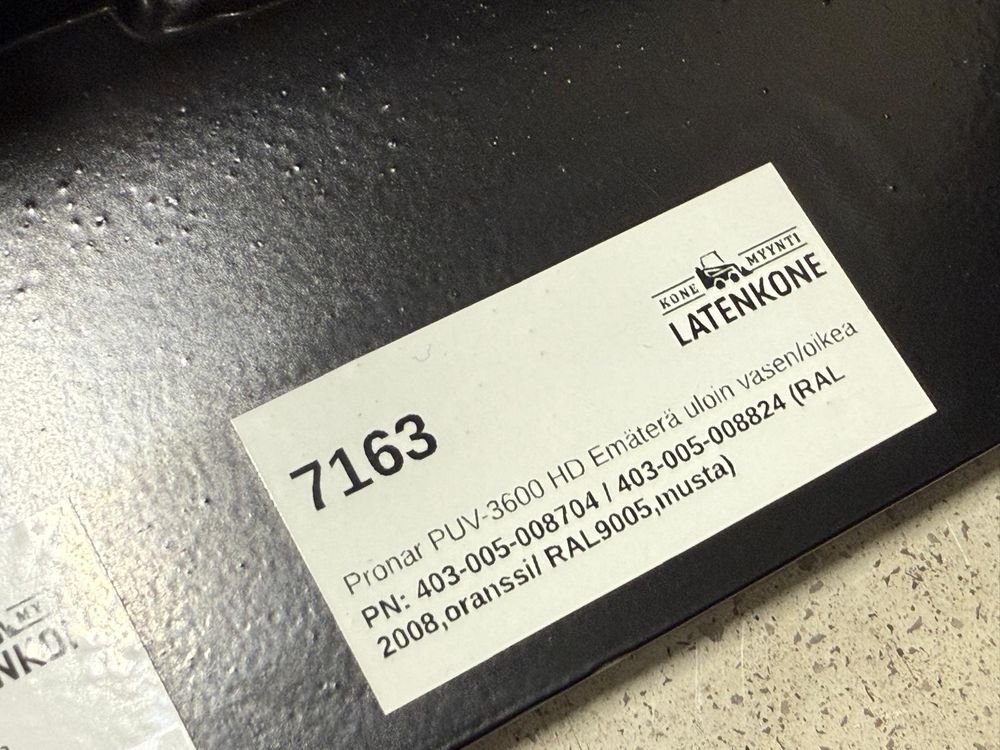 KONE MYYNTI
LATENKONE
7163
Pronar PUV-3600 HD Emäterä uloin vasen/oikea
PN: 403-005-008704 / 403-005-008824 (RAL
2008,oranssi/ RAL9005,musta)
MY